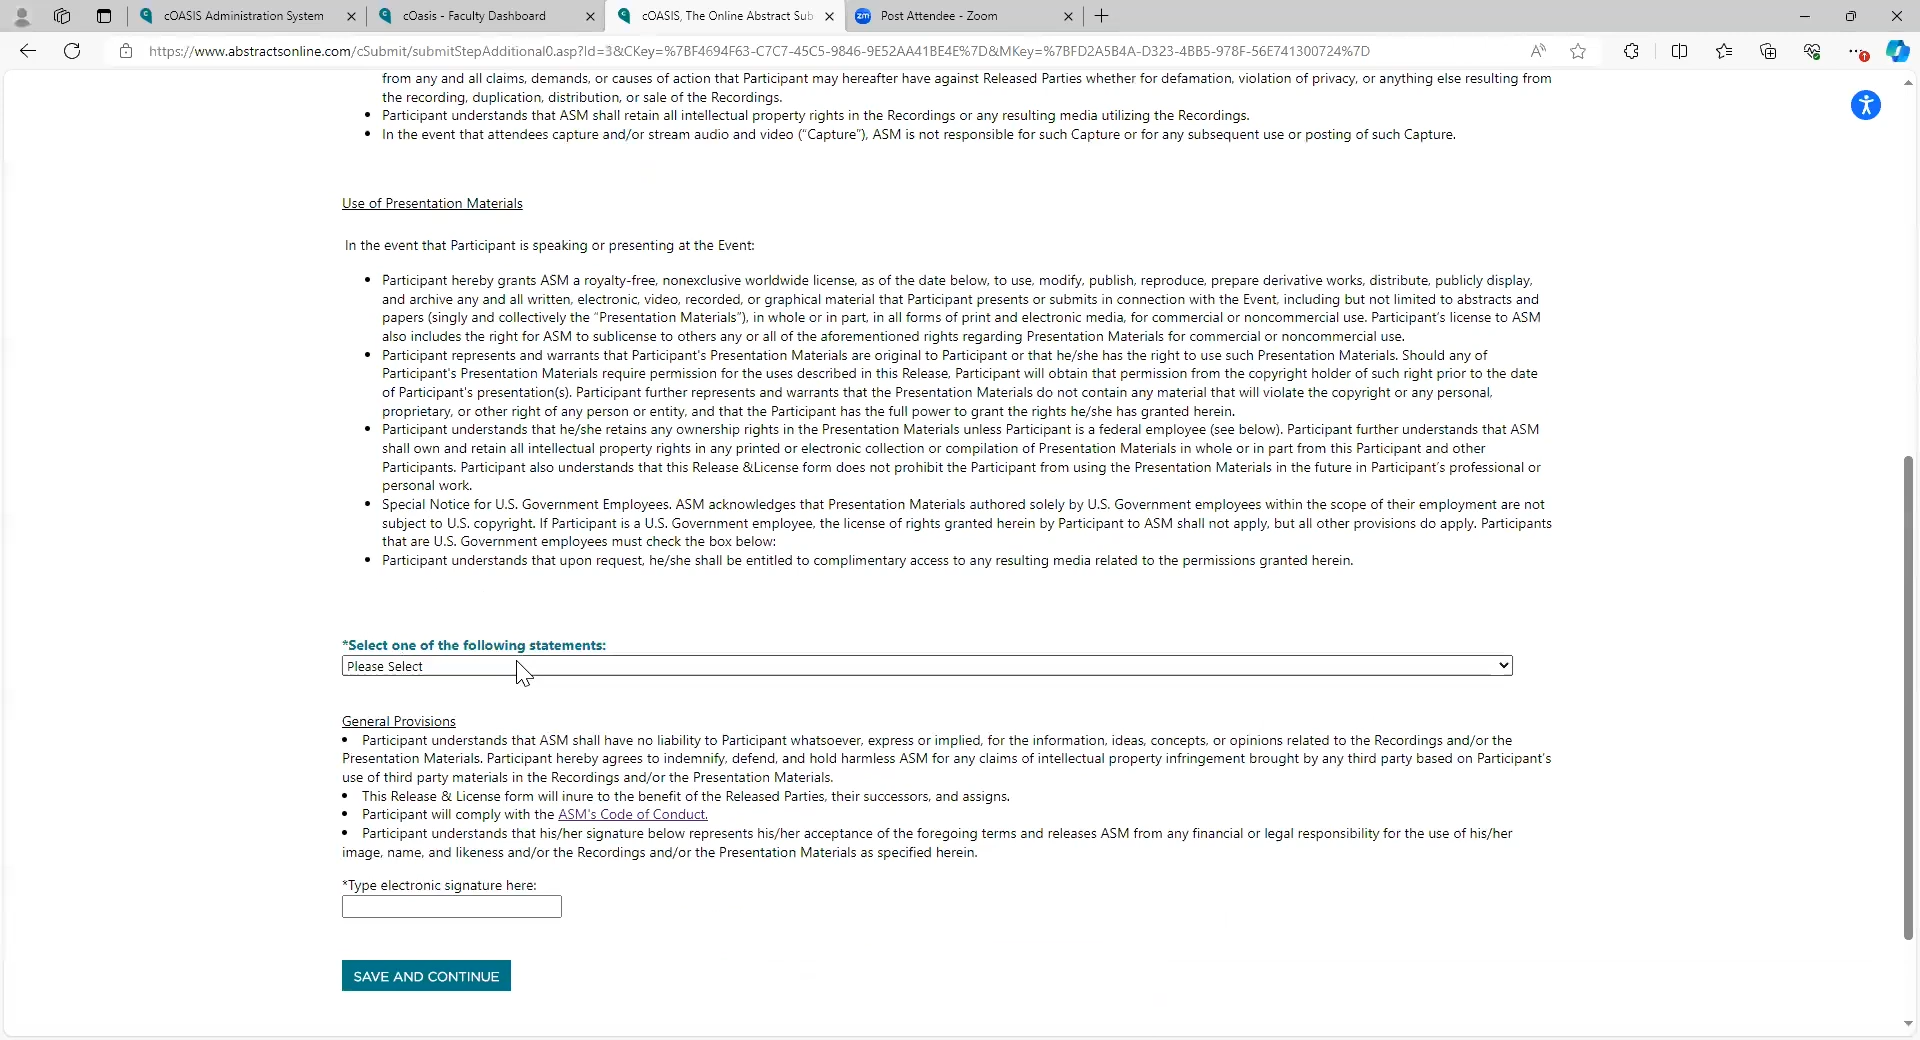 cOASIS Administration System
cOasis - Faculty Dashboard
cOASIS, The Online Abstract Sub
zm Post Attendee - Zoom
https://www.abstractsonline.com/cSubmit/submitStepAdditional0.asp?Id=3&CKey=%7BF4694F63-C7C7-45C5-9846-9E52AA41BE4E%7D&MKey=%7BFD2A5B4A-D323-4BB5-978F-56E741300724%7D
from any and all claims, demands, or causes of action that Participant may hereafter have against Released Parties whether for defamation, violation of privacy, or anything else resulting from
the recording, duplication, distribution, or sale of the Recordings.
• Participant understands that ASM shall retain all intellectual property rights in the Recordings or any resulting media utilizing the Recordings.
• In the event that attendees capture and/or stream audio and video (“Capture”), ASM is not responsible for such Capture or for any subsequent use or posting of such Capture.
Use of Presentation Materials
In the event that Participant is speaking or presenting at the Event:
• Participant hereby grants ASM a royalty-free, nonexclusive worldwide license, as of the date below, to use, modify, publish, reproduce, prepare derivative works, distribute, publicly display,
and archive any and all written, electronic, video, recorded, or graphical material that Participant presents or submits in connection with the Event, including but not limited to abstracts and
papers (singly and collectively the “Presentation Materials”), in whole or in part, in all forms of print and electronic media, for commercial or noncommercial use. Participant’s license to ASM
also includes the right for ASM to sublicense to others any or all of the aforementioned rights regarding Presentation Materials for commercial or noncommercial use.
• Participant represents and warrants that Participant's Presentation Materials are original to Participant or that he/she has the right to use such Presentation Materials. Should any of
Participant's Presentation Materials require permission for the uses described in this Release, Participant will obtain that permission from the copyright holder of such right prior to the date
of Participant's presentation(s). Participant further represents and warrants that the Presentation Materials do not contain any material that will violate the copyright or any personal,
proprietary, or other right of any person or entity, and that the Participant has the full power to grant the rights he/she has granted herein.
• Participant understands that he/she retains any ownership rights in the Presentation Materials unless Participant is a federal employee (see below). Participant further understands that ASM
shall own and retain all intellectual property rights in any printed or electronic collection or compilation of Presentation Materials in whole or in part from this Participant and other
Participants. Participant also understands that this Release &License form does not prohibit the Participant from using the Presentation Materials in the future in Participant’s professional or
personal work.
• Special Notice for U.S. Government Employees. ASM acknowledges that Presentation Materials authored solely by U.S. Government employees within the scope of their employment are not
subject to U.S. copyright. If Participant is a U.S. Government employee, the license of rights granted herein by Participant to ASM shall not apply, but all other provisions do apply. Participants
that are U.S. Government employees must check the box below:
• Participant understands that upon request, he/she shall be entitled to complimentary access to any resulting media related to the permissions granted herein.
*Select one of the following statements:
Please Select
General Provisions
• Participant understands that ASM shall have no liability to Participant whatsoever, express or implied, for the information, ideas, concepts, or opinions related to the Recordings and/or the
Presentation Materials. Participant hereby agrees to indemnify, defend, and hold harmless ASM for any claims of intellectual property infringement brought by any third party based on Participant's
use of third party materials in the Recordings and/or the Presentation Materials.
• This Release & License form will inure to the benefit of the Released Parties, their successors, and assigns.
• Participant will comply with the ASM's Code of Conduct.
• Participant understands that his/her signature below represents his/her acceptance of the foregoing terms and releases ASM from any financial or legal responsibility for the use of his/her
image, name, and likeness and/or the Recordings and/or the Presentation Materials as specified herein.
*Type electronic signature here:
SAVE AND CONTINUE